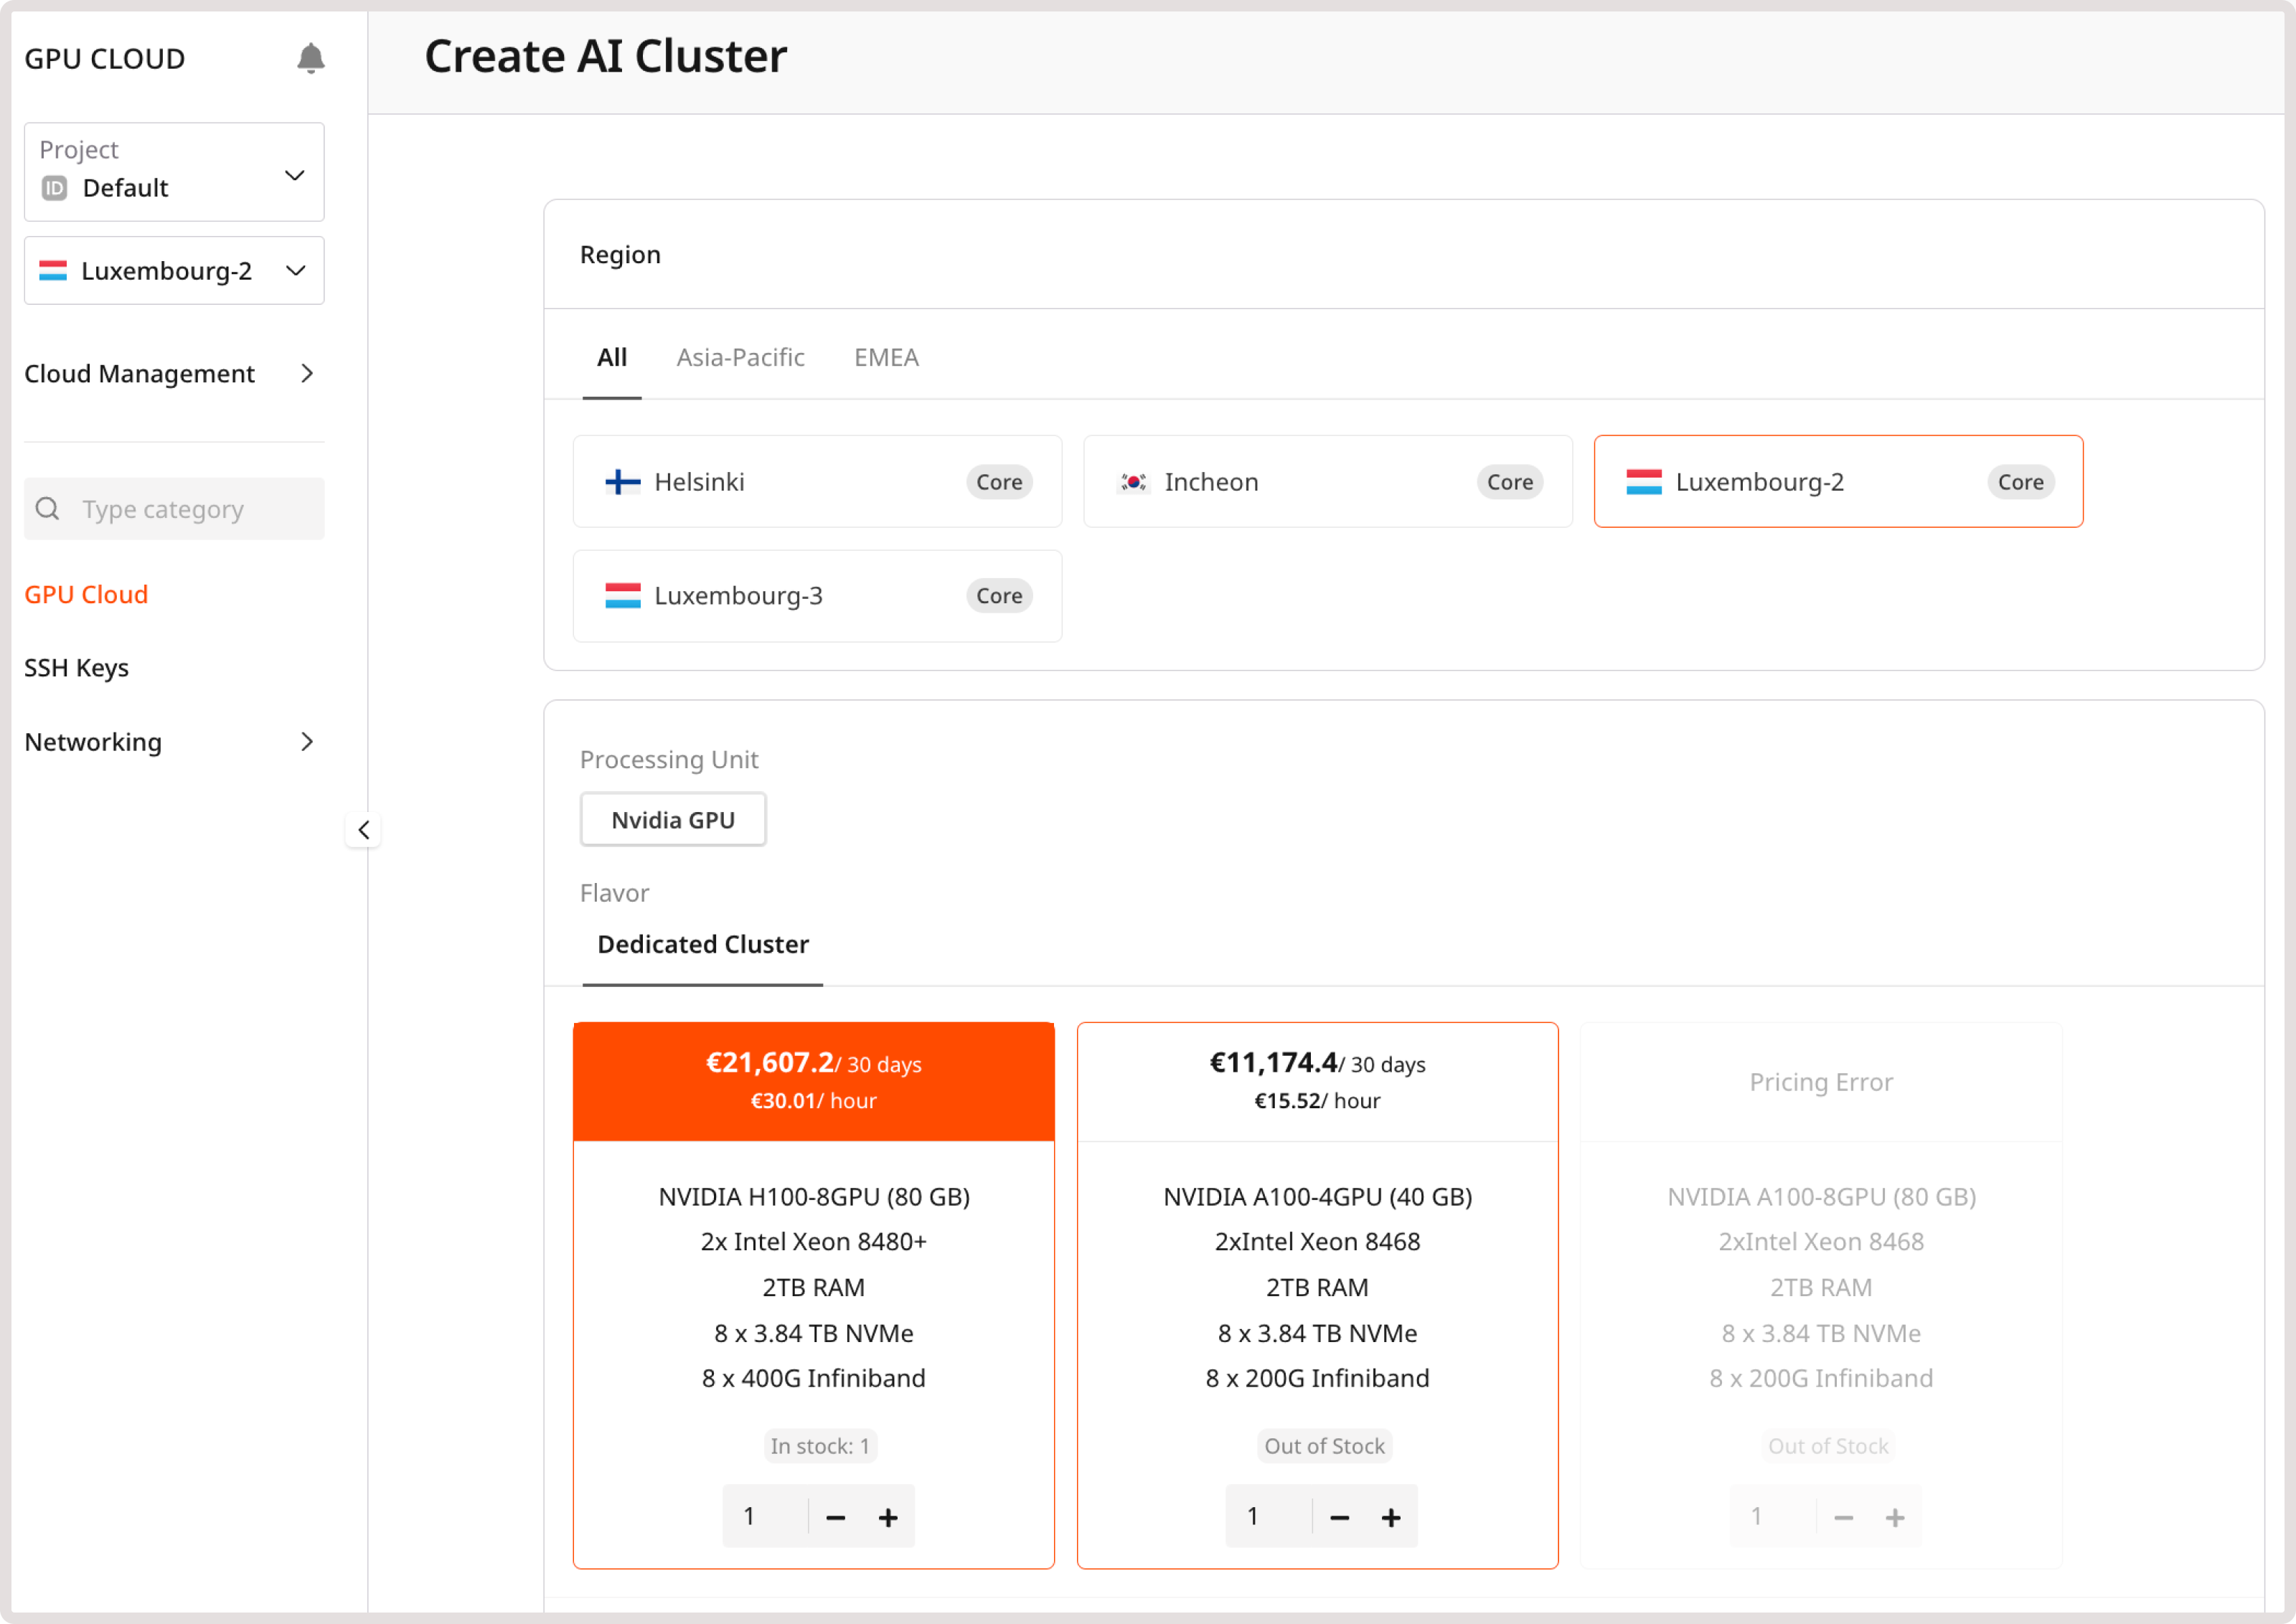 GPU CLOUD
Project
ID Default
Luxembourg-2
Cloud Management
Type category
GPU Cloud
SSH Keys
Networking
Create AI Cluster
Region
All Asia-Pacific EMEA
Helsinki Core
Incheon Core
Luxembourg-2 Core
Luxembourg-3 Core
Processing Unit
Nvidia GPU
Flavor
Dedicated Cluster
€21,607.2/ 30 days
€30.01/ hour
NVIDIA H100-8GPU (80 GB)
2x Intel Xeon 8480+
2TB RAM
8 x 3.84 TB NVMe
8 x 400G Infiniband
In stock: 1
1
€11,174.4/ 30 days
€15.52/ hour
NVIDIA A100-4GPU (40 GB)
2xIntel Xeon 8468
2TB RAM
8 x 3.84 TB NVMe
8 x 200G Infiniband
Out of Stock
1
Pricing Error
NVIDIA A100-8GPU (80 GB)
2xIntel Xeon 8468
2TB RAM
8 x 3.84 TB NVMe
8 x 200G Infiniband
Out of Stock
1